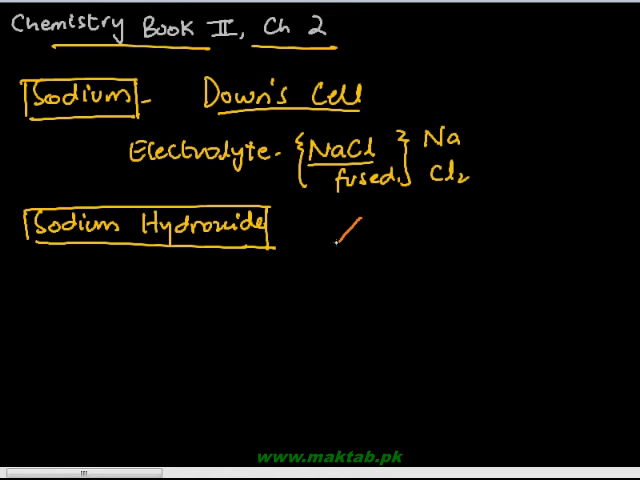 Chemistry Book II, Ch 2
Sodium - Down's Cell
Electrolyte - { NaCl } Na
fused. Cl2
Sodium Hydroxide
www.maktab.pk